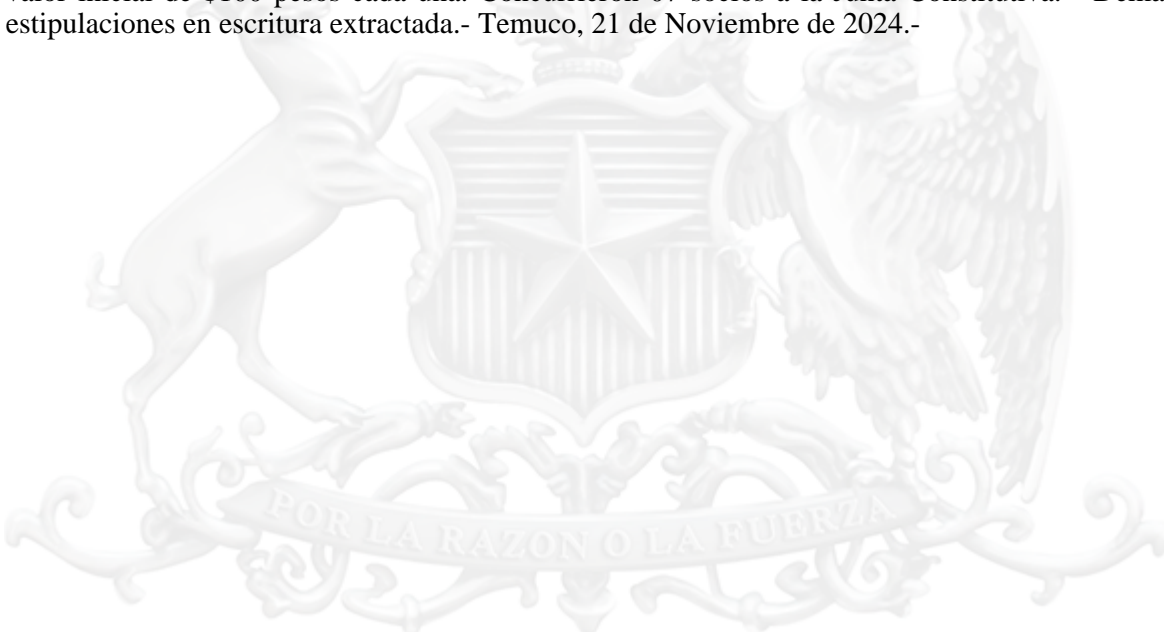 valor inicial de $100 pesos cada una. Concurrieron 67 socios a la Junta Constitutiva.
estipulaciones en escritura extractada.- Temuco, 21 de Noviembre de 2024.-
POR LA RAZON O LA FUERZA